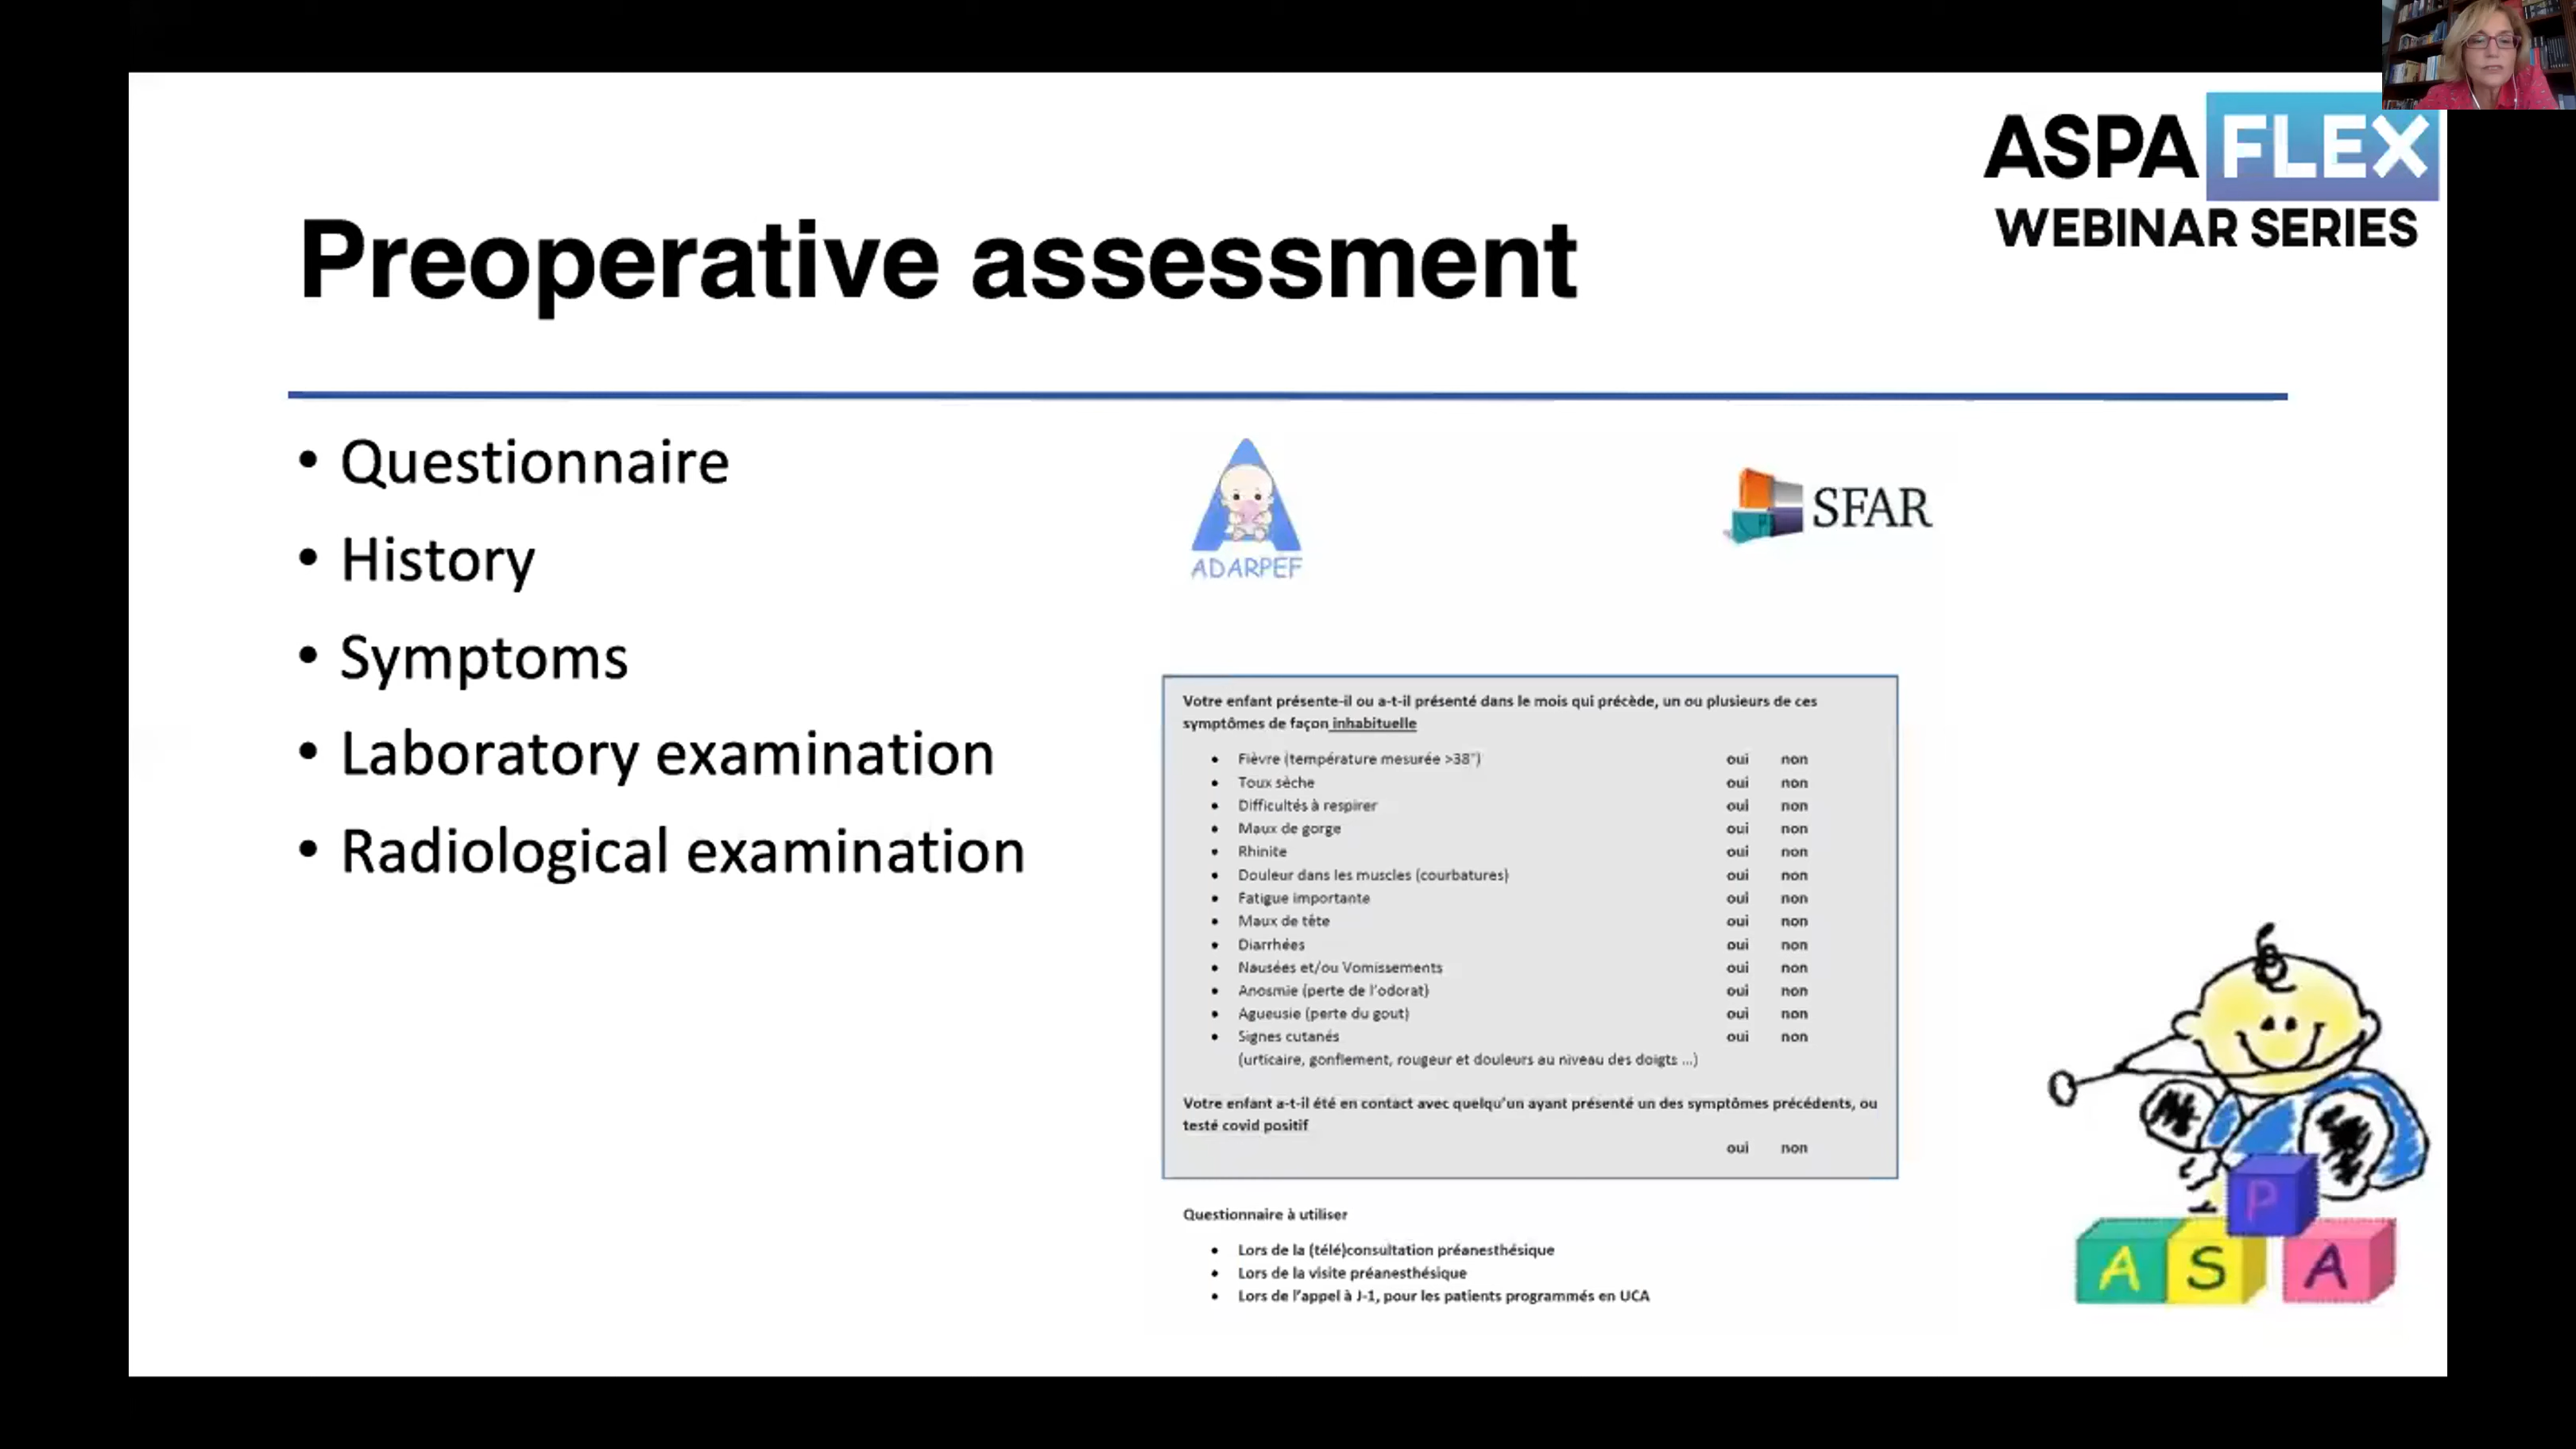 ASPA FLEX
WEBINAR SERIES
Preoperative assessment
• Questionnaire
• History
• Symptoms
• Laboratory examination
• Radiological examination
ADARPEF
SFAR
Votre enfant présente-il ou a-t-il présenté dans le mois qui précède, un ou plusieurs de ces
symptômes de façon inhabituelle
• Fièvre (température mesurée >38°) oui non
• Toux sèche oui non
• Difficultés à respirer oui non
• Maux de gorge oui non
• Rhinite oui non
• Douleur dans les muscles (courbatures) oui non
• Fatigue importante oui non
• Maux de tête oui non
• Diarrhées oui non
• Nausées et/ou Vomissements oui non
• Anosmie (perte de l'odorat) oui non
• Agueusie (perte du gout) oui non
• Signes cutanés oui non
(urticaire, gonflement, rougeur et douleurs au niveau des doigts ...)
Votre enfant a-t-il été en contact avec quelqu'un ayant présenté un des symptômes précédents, ou
testé covid positif
oui non
Questionnaire à utiliser
• Lors de la (télé)consultation préanesthésique
• Lors de la visite préanesthésique
• Lors de l'appel à J-1, pour les patients programmés en UCA
P
A S A